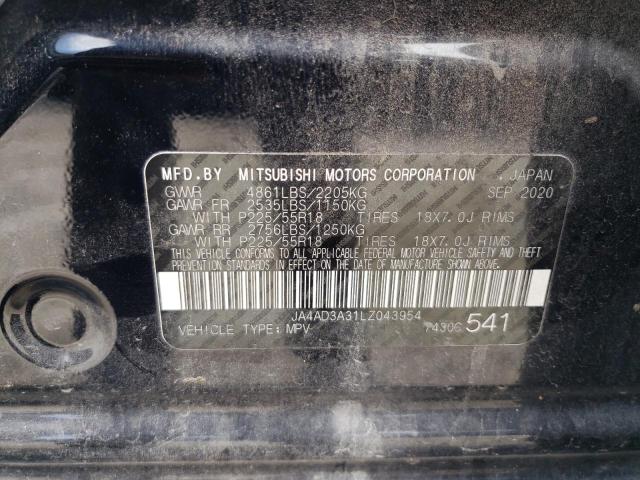 MFD.BY MITSUBISHI MOTORS CORPORATION JAPAN
GVWR 4861LBS/2205KG SEP 2020
GAWR FR 2535LBS/1150KG
WITH P225/55R18 TIRES 18X7.0J RIMS
GAWR RR 2756LBS/1250KG
WITH P225/55R18 TIRES 18X7.0J RIMS
THIS VEHICLE CONFORMS TO ALL APPLICABLE FEDERAL MOTOR VEHICLE SAFETY AND THEFT
PREVENTION STANDARDS IN EFFECT ON THE DATE OF MANUFACTURE SHOWN ABOVE.
JA4AD3A31LZ043954
VEHICLE TYPE: MPV 74306 541